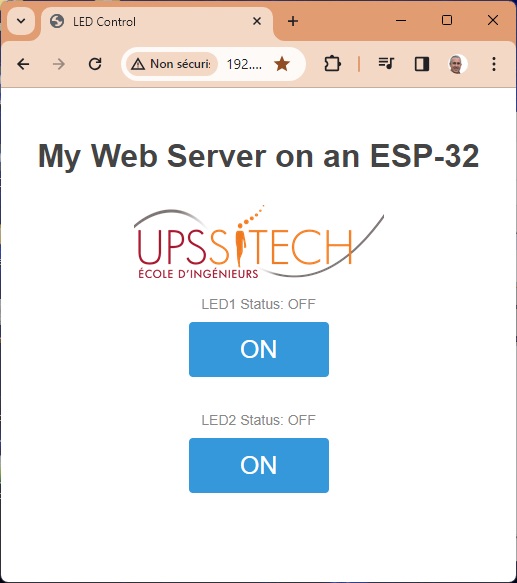 LED Control
Non sécuris 192....
My Web Server on an ESP-32
UPSSITECH
ÉCOLE D'INGÉNIEURS
LED1 Status: OFF
ON
LED2 Status: OFF
ON